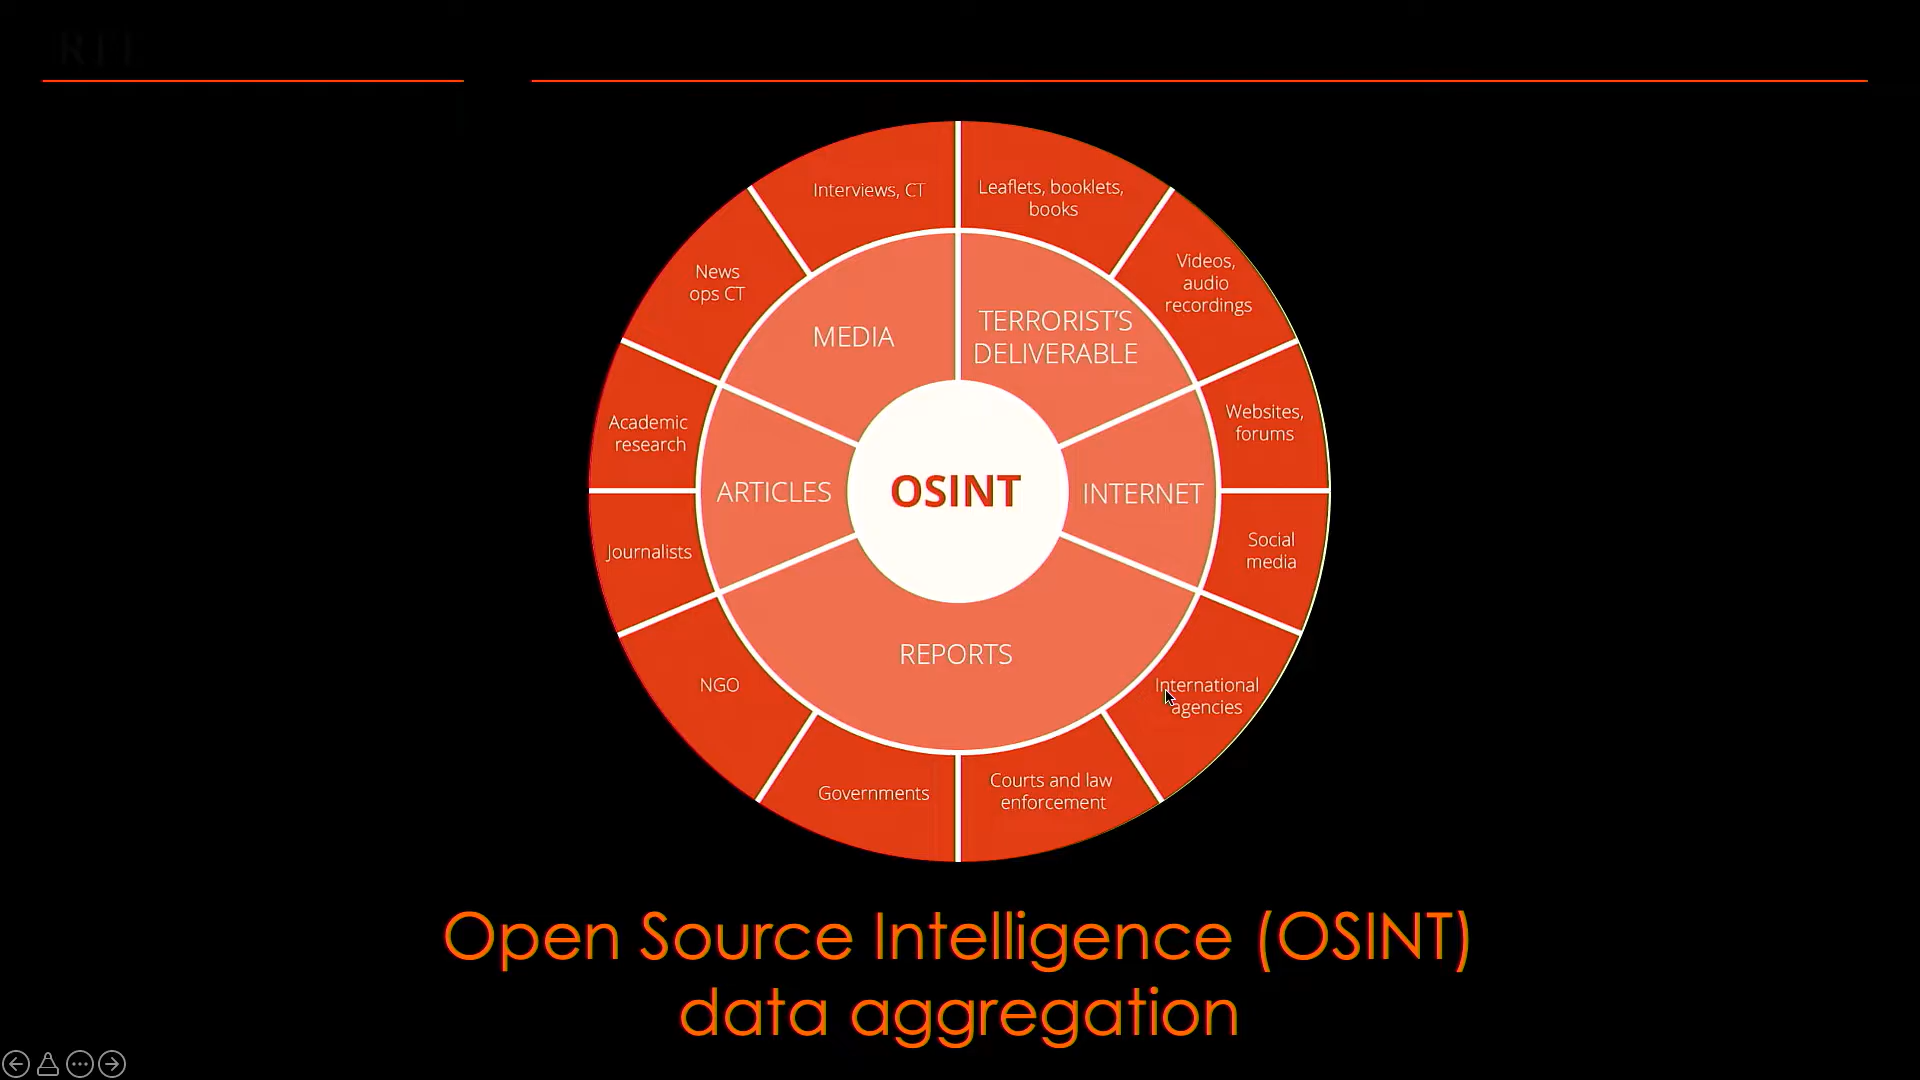 Interviews, CT
Leaflets, booklets,
books
News
ops CT
Videos,
audio
recordings
MEDIA
TERRORIST'S
DELIVERABLE
Academic
research
Websites,
forums
ARTICLES
OSINT
INTERNET
Journalists
Social
media
REPORTS
NGO
International
agencies
Governments
Courts and law
enforcement
Open Source Intelligence (OSINT)
data aggregation